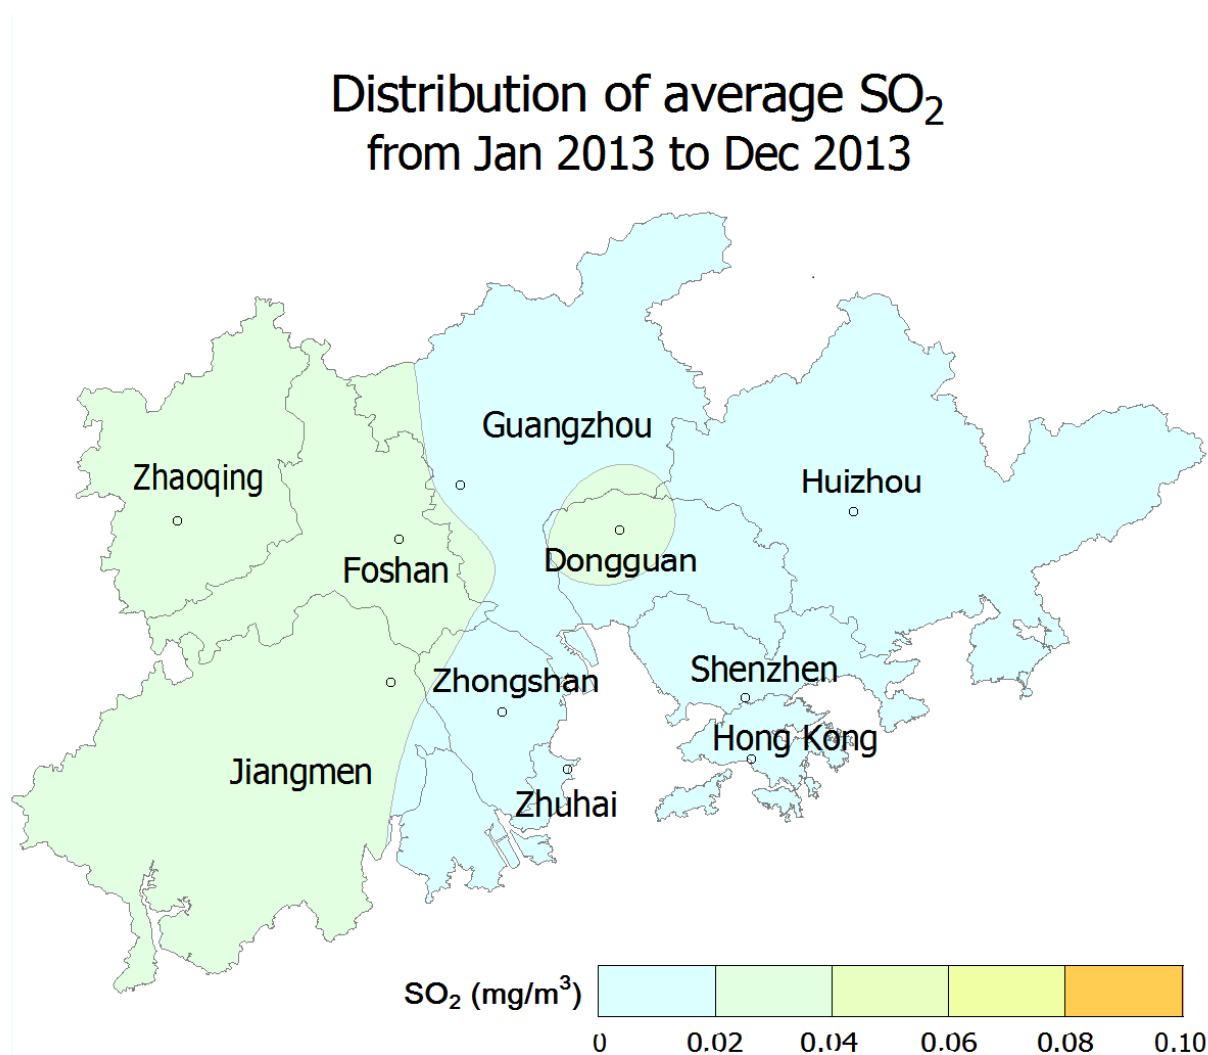 Distribution of average SO₂
from Jan 2013 to Dec 2013
Guangzhou
Zhaoqing
Huizhou
Foshan
Dongguan
Shenzhen
Zhongshan
Hong Kong
Jiangmen
Zhuhai
SO₂ (mg/m³)
0 0.02 0.04 0.06 0.08 0.10